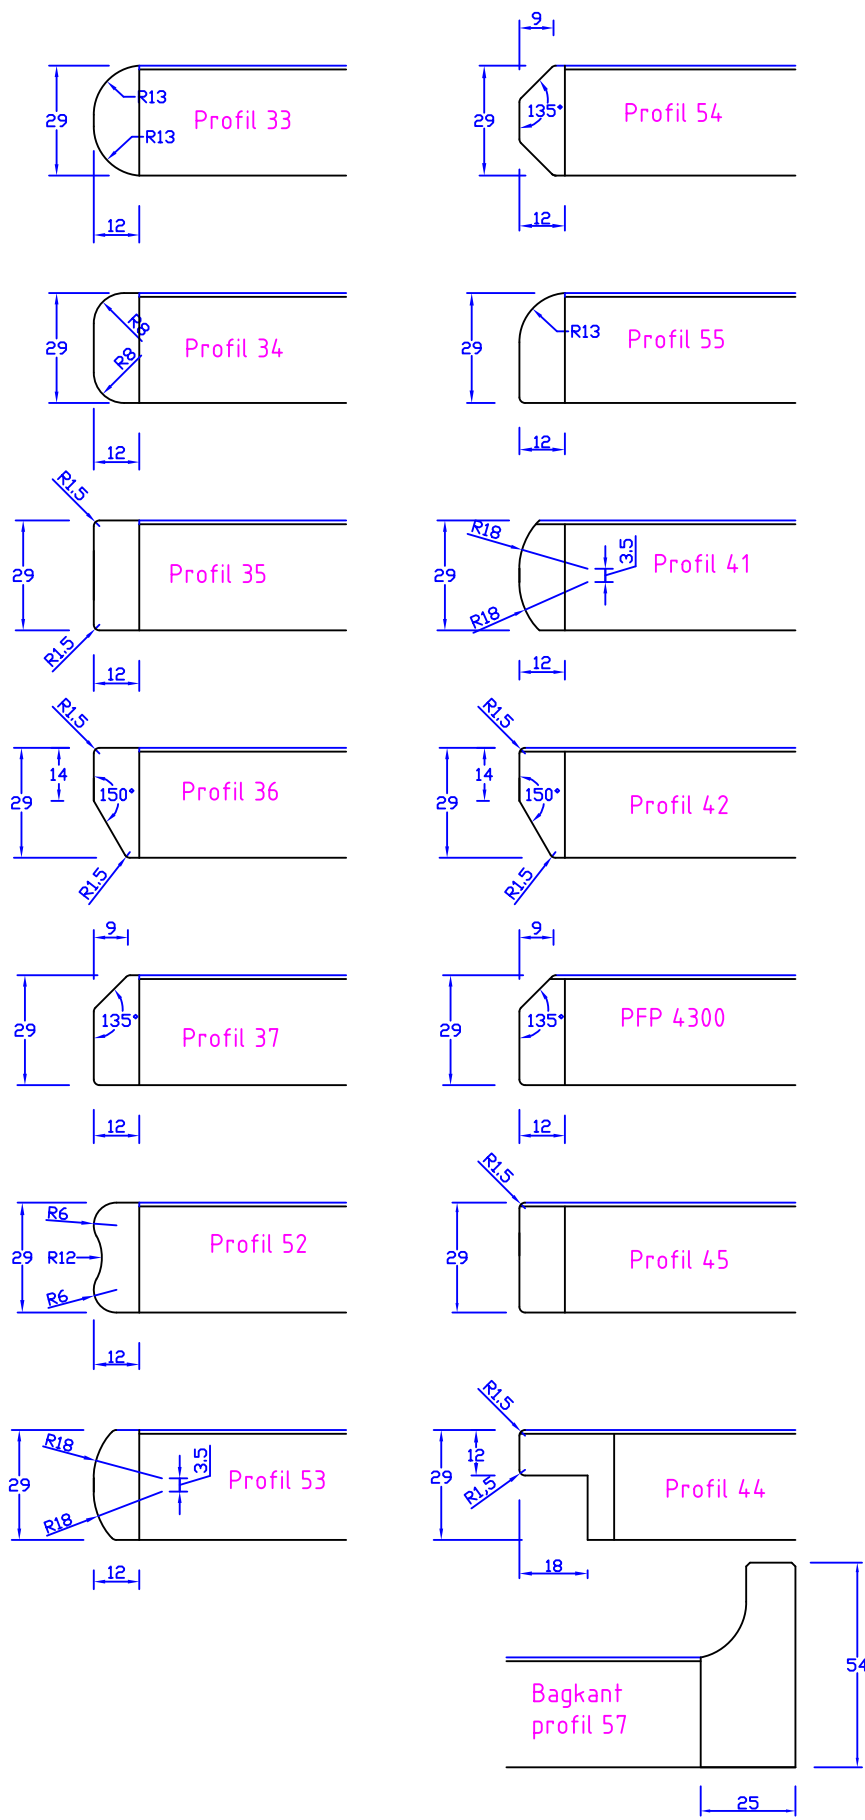 9
R13
29
R13
Profil 33
12
135°
29
Profil 54
12
R8
29
R8
Profil 34
12
R13
29
Profil 55
12
R1.5
29
Profil 35
R1.5
12
R18
3.5
29
Profil 41
R18
12
R1.5
14
150°
29
Profil 36
R1.5
R1.5
14
150°
29
Profil 42
R1.5
9
135°
29
Profil 37
12
9
135°
29
PFP 4300
12
R6
29
R12
R6
Profil 52
12
R1.5
29
Profil 45
R18
3.5
29
Profil 53
R18
12
R1.5
12
29
R1,5
Profil 44
18
Bagkant
profil 57
54
25